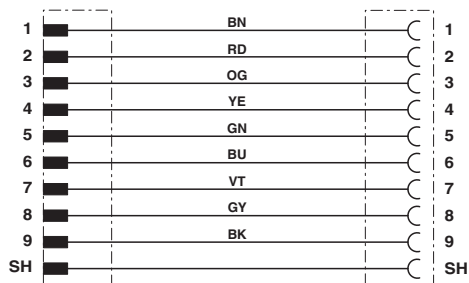 1 BN 1
2 RD 2
3 OG 3
4 YE 4
5 GN 5
6 BU 6
7 VT 7
8 GY 8
9 BK 9
SH SH